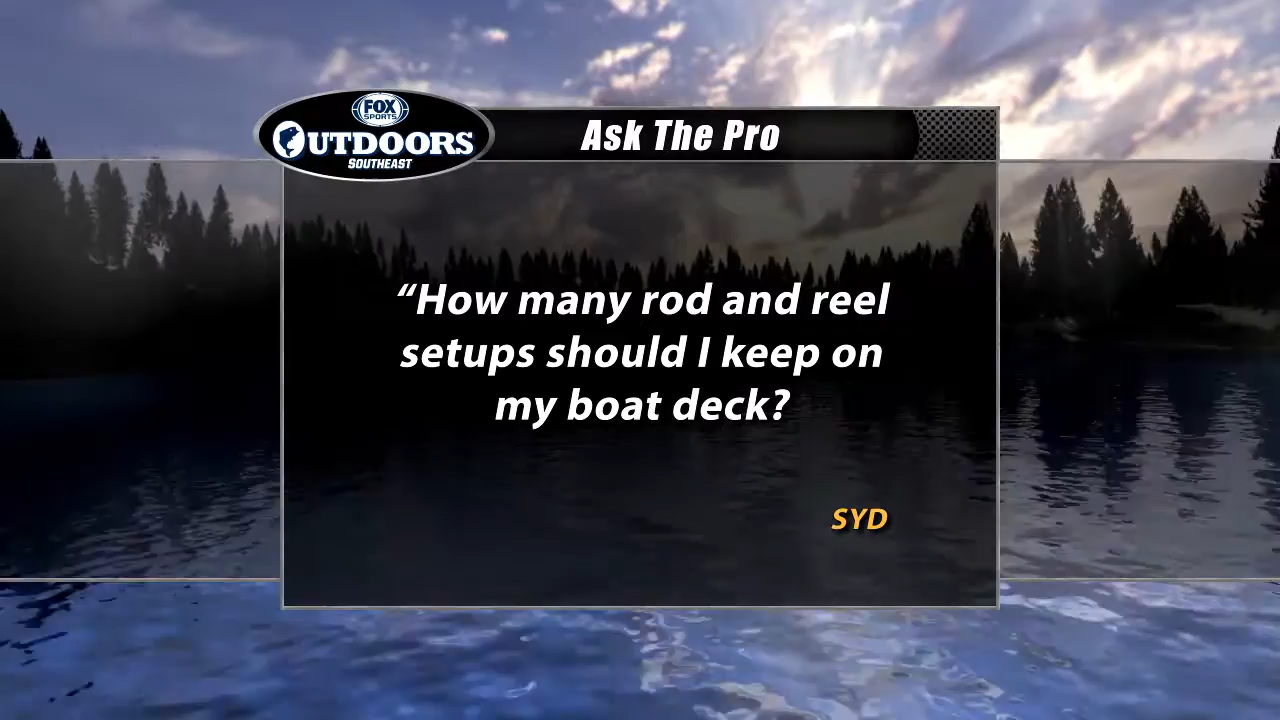 FOX
SPORTS
OUTDOORS
SOUTHEAST
Ask The Pro
“How many rod and reel
setups should I keep on
my boat deck?
SYD